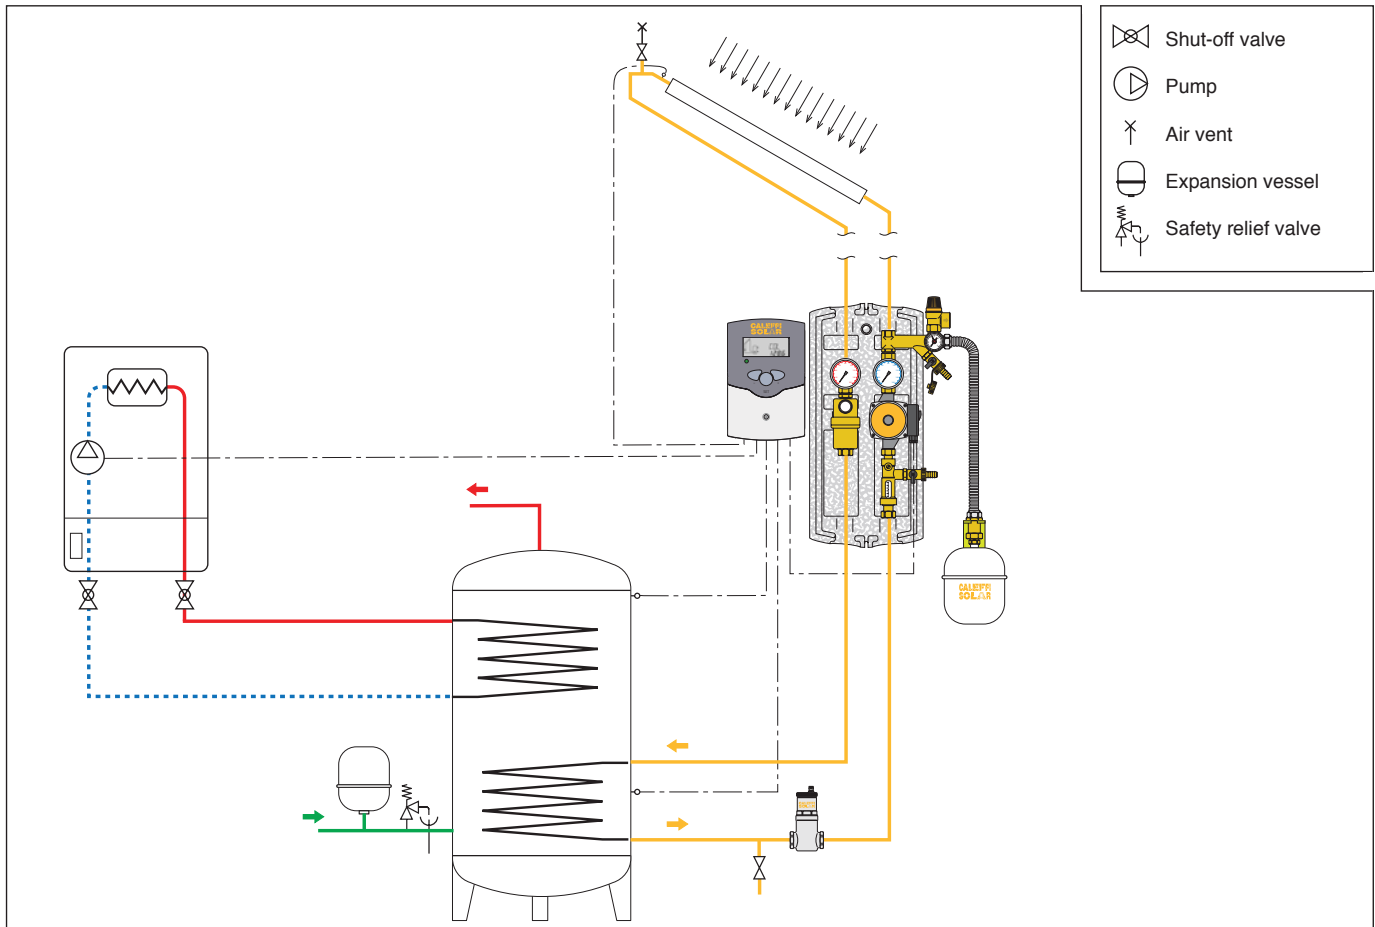 Shut-off valve
Pump
Air vent
Expansion vessel
Safety relief valve
CALEFFI
SOLAR
CALEFFI
SOLAR